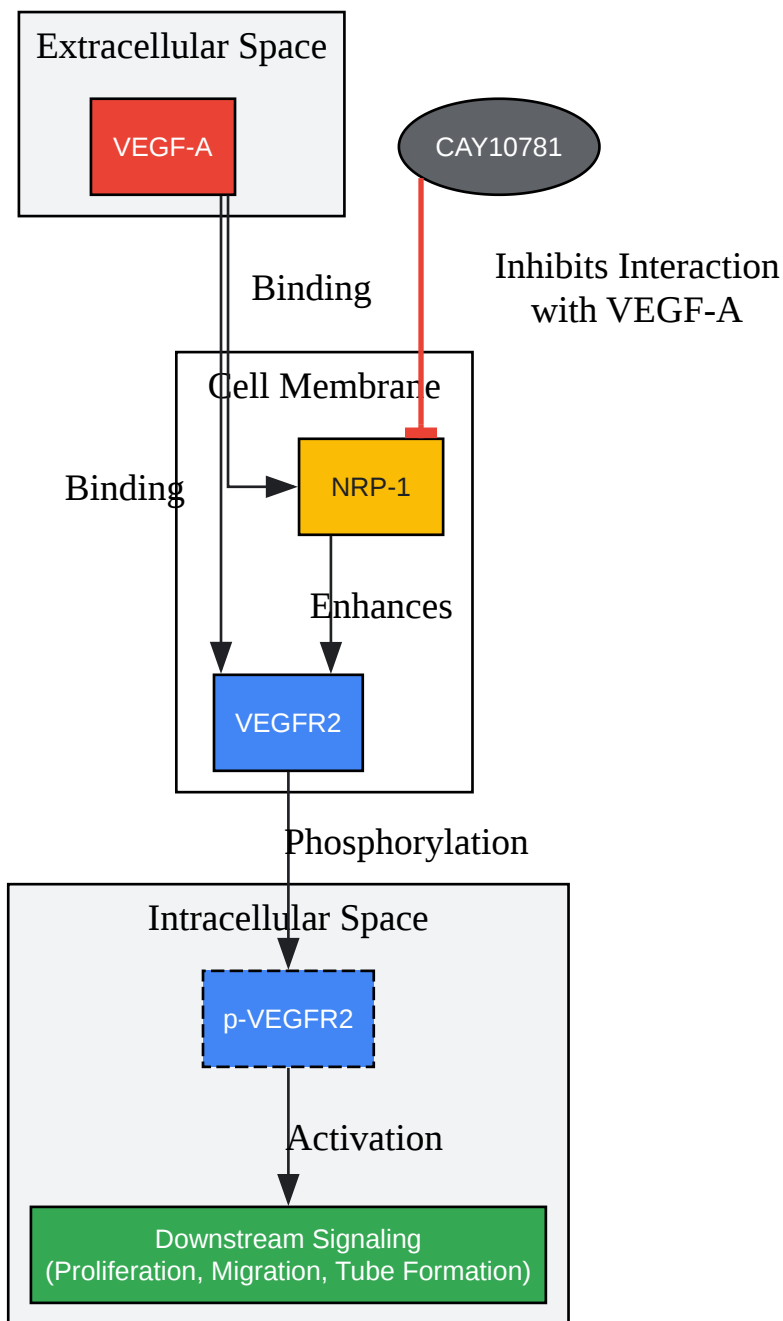 Extracellular Space
VEGF-A
CAY10781
Binding
Inhibits Interaction
with VEGF-A
Cell Membrane
Binding
NRP-1
Enhances
VEGFR2
Phosphorylation
Intracellular Space
p-VEGFR2
Activation
Downstream Signaling
(Proliferation, Migration, Tube Formation)